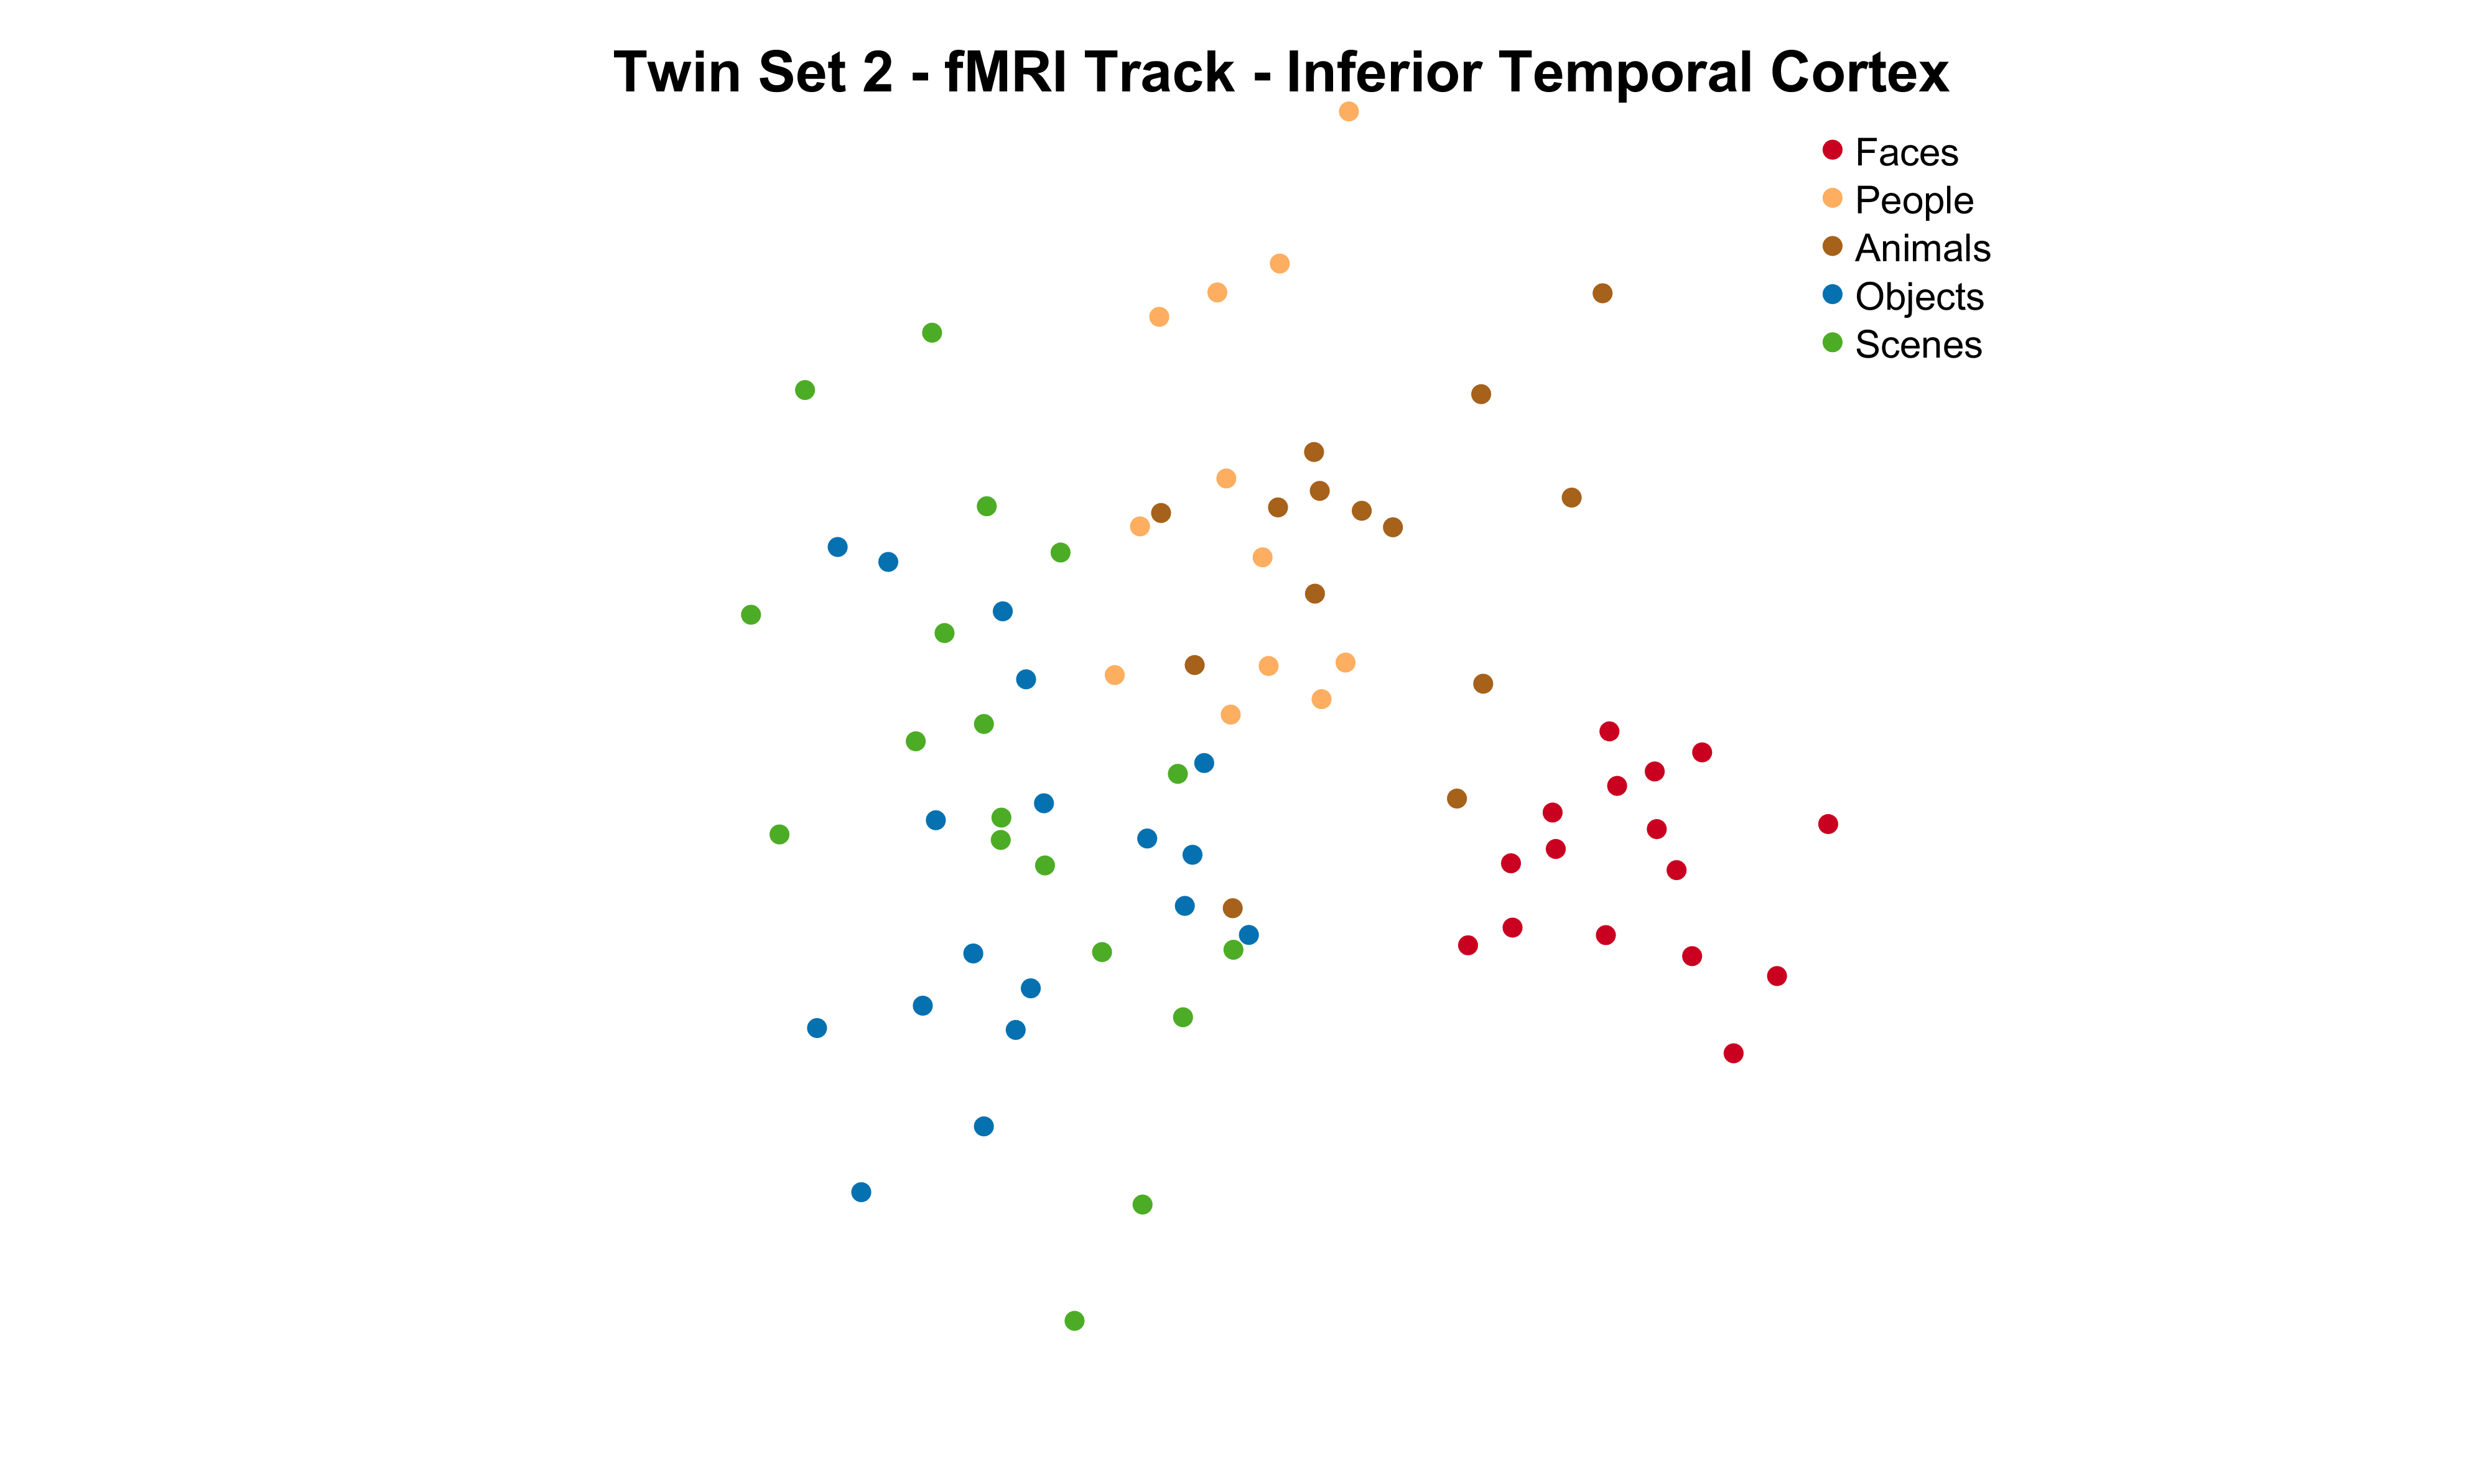 Twin Set 2 - fMRI Track - Inferior Temporal Cortex
Faces
People
Animals
Objects
Scenes